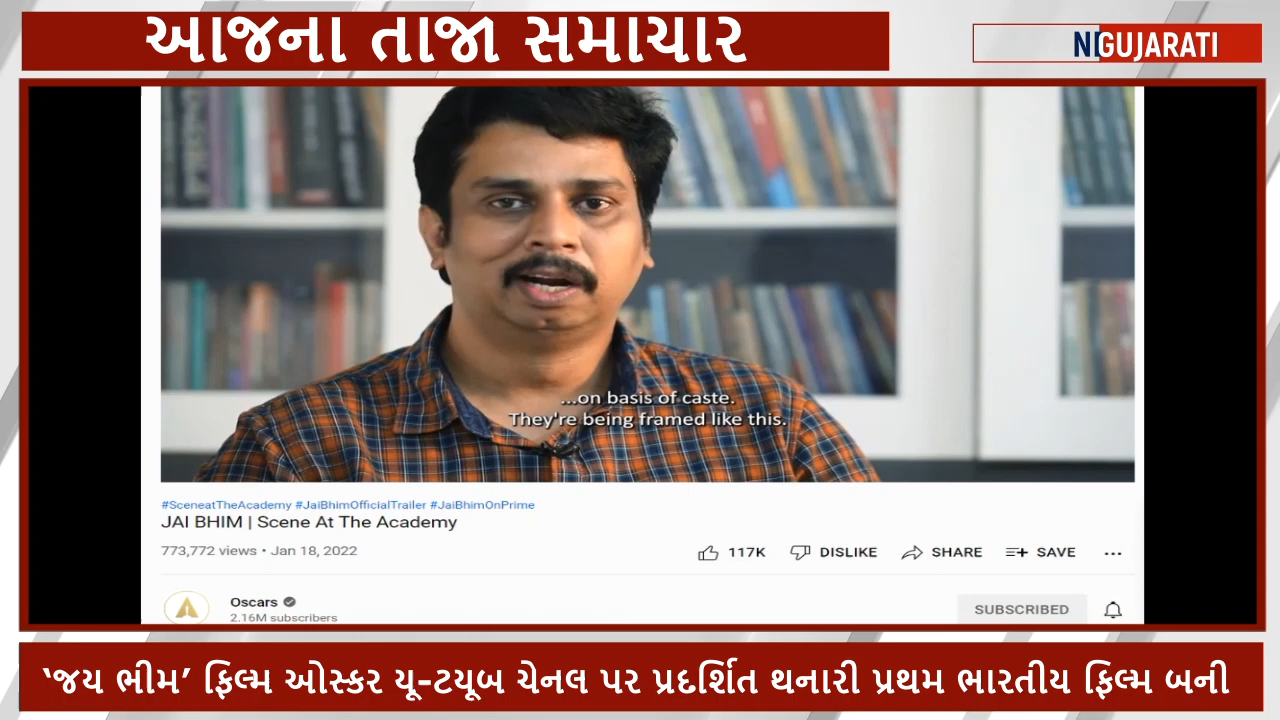 આજના તાજા સમાચાર
NIGUJARATI
...on basis of caste.
They're being framed like this.
#SceneatTheAcademy #JaiBhimOfficialTrailer #JaiBhimOnPrime
JAI BHIM | Scene At The Academy
773,772 views • Jan 18, 2022
117K DISLIKE SHARE SAVE ...
Oscars
2.16M subscribers
SUBSCRIBED
‘જય ભીમ’ ફિલ્મ ઓસ્કર યૂ-ટયૂબ ચેનલ પર પ્રદર્શિત થનારી પ્રથમ ભારતીય ફિલ્મ બની